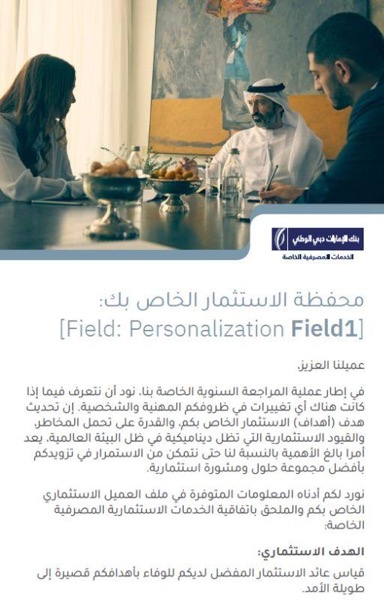 بنك الإمارات دبي الوطني
الخدمات المصرفية الخاصة
محفظة الاستثمار الخاص بك:
[Field: Personalization Field1]
عميلنا العزيز،
في إطار عملية المراجعة السنوية الخاصة بنا، نود أن نتعرف فيما إذا
كانت هناك أي تغييرات في ظروفكم المهنية والشخصية. إن تحديث
هدف (أهداف) الاستثمار الخاص بكم، والقدرة على تحمل المخاطر،
والقيود الاستثمارية التي تظل ديناميكية في ظل البيئة العالمية، يعد
أمرا بالغ الأهمية بالنسبة لنا حتى نتمكن من الاستمرار في تزويدكم
بأفضل مجموعة حلول ومشورة استثمارية.
نورد لكم أدناه المعلومات المتوفرة في ملف العميل الاستثماري
الخاص بكم والملحق باتفاقية الخدمات الاستثمارية المصرفية
الخاصة:
الهدف الاستثماري:
قياس عائد الاستثمار المفضل لديكم للوفاء بأهدافكم قصيرة إلى
طويلة الأمد.